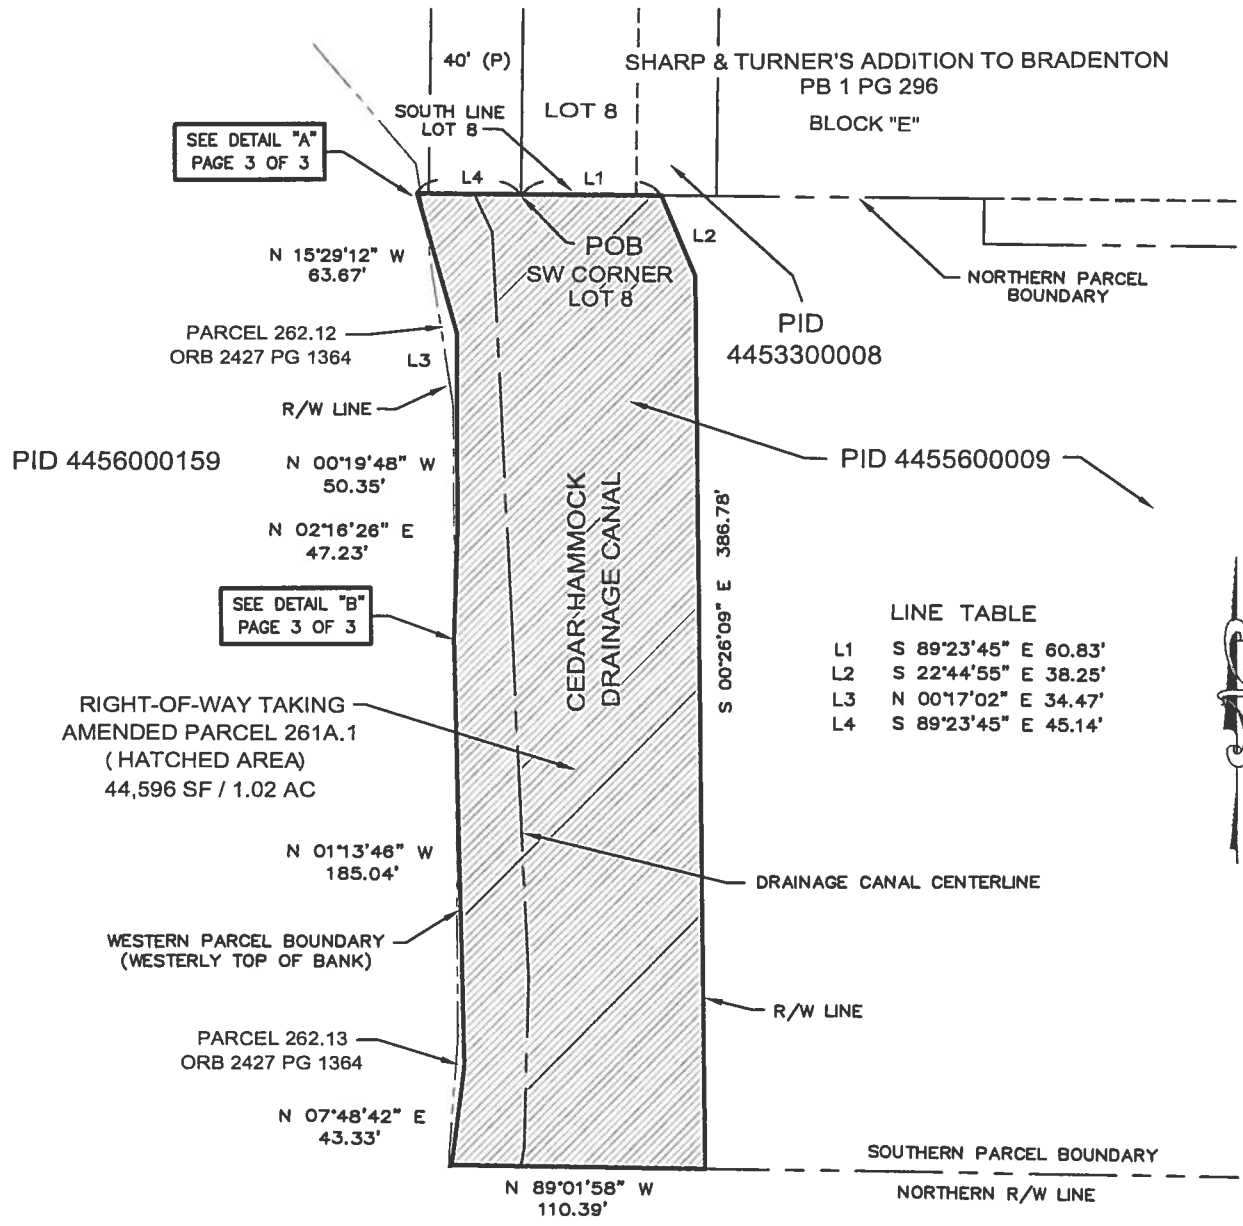 40' (P)
SHARP & TURNER'S ADDITION TO BRADENTON
PB 1 PG 296
BLOCK "E"
SOUTH LINE
LOT 8
LOT 8
SEE DETAIL "A"
PAGE 3 OF 3
L4
L1
L2
N 15°29'12" W
63.67'
POB
SW CORNER
LOT 8
NORTHERN PARCEL
BOUNDARY
PID
4453300008
PARCEL 262.12
ORB 2427 PG 1364
L3
R/W LINE
PID 4456000159
N 00°19'48" W
50.35'
PID 4455600009
N 02°16'26" E
47.23'
CEDAR HAMMOCK
DRAINAGE CANAL
S 00°26'09" E 386.78'
SEE DETAIL "B"
PAGE 3 OF 3
LINE TABLE
L1 S 89°23'45" E 60.83'
L2 S 22°44'55" E 38.25'
L3 N 00°17'02" E 34.47'
L4 S 89°23'45" E 45.14'
RIGHT-OF-WAY TAKING
AMENDED PARCEL 261A.1
(HATCHED AREA)
44,596 SF / 1.02 AC
N 01°13'46" W
185.04'
DRAINAGE CANAL CENTERLINE
WESTERN PARCEL BOUNDARY
(WESTERLY TOP OF BANK)
R/W LINE
PARCEL 262.13
ORB 2427 PG 1364
N 07°48'42" E
43.33'
SOUTHERN PARCEL BOUNDARY
NORTHERN R/W LINE
N 89°01'58" W
110.39'